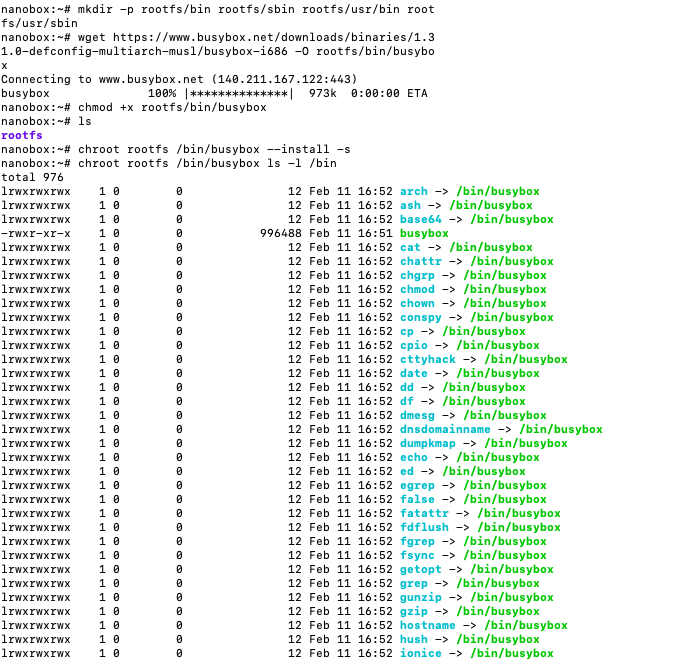 nanobox:~# mkdir -p rootfs/bin rootfs/sbin rootfs/usr/bin root
fs/usr/sbin
nanobox:~# wget https://www.busybox.net/downloads/binaries/1.3
1.0-defconfig-multiarch-musl/busybox-i686 -O rootfs/bin/busybo
x
Connecting to www.busybox.net (140.211.167.122:443)
busybox              100% |**************|  973k  0:00:00 ETA
nanobox:~# chmod +x rootfs/bin/busybox
nanobox:~# ls
rootfs
nanobox:~# chroot rootfs /bin/busybox --install -s
nanobox:~# chroot rootfs /bin/busybox ls -l /bin
total 976
lrwxrwxrwx    1 0        0               12 Feb 11 16:52 arch -> /bin/busybox
lrwxrwxrwx    1 0        0               12 Feb 11 16:52 ash -> /bin/busybox
lrwxrwxrwx    1 0        0               12 Feb 11 16:52 base64 -> /bin/busybox
-rwxr-xr-x    1 0        0           996488 Feb 11 16:51 busybox
lrwxrwxrwx    1 0        0               12 Feb 11 16:52 cat -> /bin/busybox
lrwxrwxrwx    1 0        0               12 Feb 11 16:52 chattr -> /bin/busybox
lrwxrwxrwx    1 0        0               12 Feb 11 16:52 chgrp -> /bin/busybox
lrwxrwxrwx    1 0        0               12 Feb 11 16:52 chmod -> /bin/busybox
lrwxrwxrwx    1 0        0               12 Feb 11 16:52 chown -> /bin/busybox
lrwxrwxrwx    1 0        0               12 Feb 11 16:52 conspy -> /bin/busybox
lrwxrwxrwx    1 0        0               12 Feb 11 16:52 cp -> /bin/busybox
lrwxrwxrwx    1 0        0               12 Feb 11 16:52 cpio -> /bin/busybox
lrwxrwxrwx    1 0        0               12 Feb 11 16:52 cttyhack -> /bin/busybox
lrwxrwxrwx    1 0        0               12 Feb 11 16:52 date -> /bin/busybox
lrwxrwxrwx    1 0        0               12 Feb 11 16:52 dd -> /bin/busybox
lrwxrwxrwx    1 0        0               12 Feb 11 16:52 df -> /bin/busybox
lrwxrwxrwx    1 0        0               12 Feb 11 16:52 dmesg -> /bin/busybox
lrwxrwxrwx    1 0        0               12 Feb 11 16:52 dnsdomainname -> /bin/busybox
lrwxrwxrwx    1 0        0               12 Feb 11 16:52 dumpkmap -> /bin/busybox
lrwxrwxrwx    1 0        0               12 Feb 11 16:52 echo -> /bin/busybox
lrwxrwxrwx    1 0        0               12 Feb 11 16:52 ed -> /bin/busybox
lrwxrwxrwx    1 0        0               12 Feb 11 16:52 egrep -> /bin/busybox
lrwxrwxrwx    1 0        0               12 Feb 11 16:52 false -> /bin/busybox
lrwxrwxrwx    1 0        0               12 Feb 11 16:52 fatattr -> /bin/busybox
lrwxrwxrwx    1 0        0               12 Feb 11 16:52 fdflush -> /bin/busybox
lrwxrwxrwx    1 0        0               12 Feb 11 16:52 fgrep -> /bin/busybox
lrwxrwxrwx    1 0        0               12 Feb 11 16:52 fsync -> /bin/busybox
lrwxrwxrwx    1 0        0               12 Feb 11 16:52 getopt -> /bin/busybox
lrwxrwxrwx    1 0        0               12 Feb 11 16:52 grep -> /bin/busybox
lrwxrwxrwx    1 0        0               12 Feb 11 16:52 gunzip -> /bin/busybox
lrwxrwxrwx    1 0        0               12 Feb 11 16:52 gzip -> /bin/busybox
lrwxrwxrwx    1 0        0               12 Feb 11 16:52 hostname -> /bin/busybox
lrwxrwxrwx    1 0        0               12 Feb 11 16:52 hush -> /bin/busybox
lrwxrwxrwx    1 0        0               12 Feb 11 16:52 ionice -> /bin/busybox